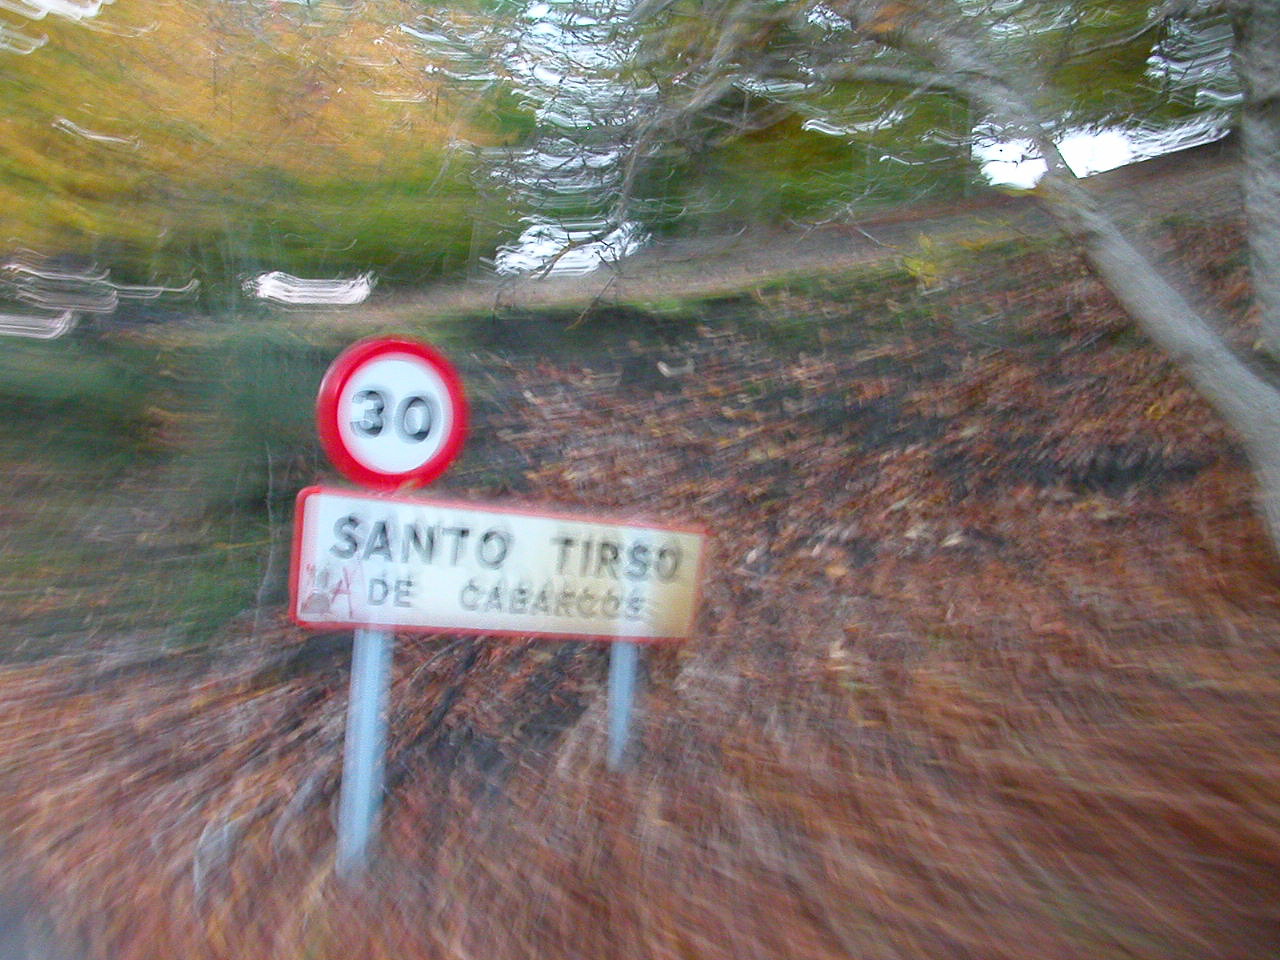 30
SANTO TIRSO
DE CABARCOS